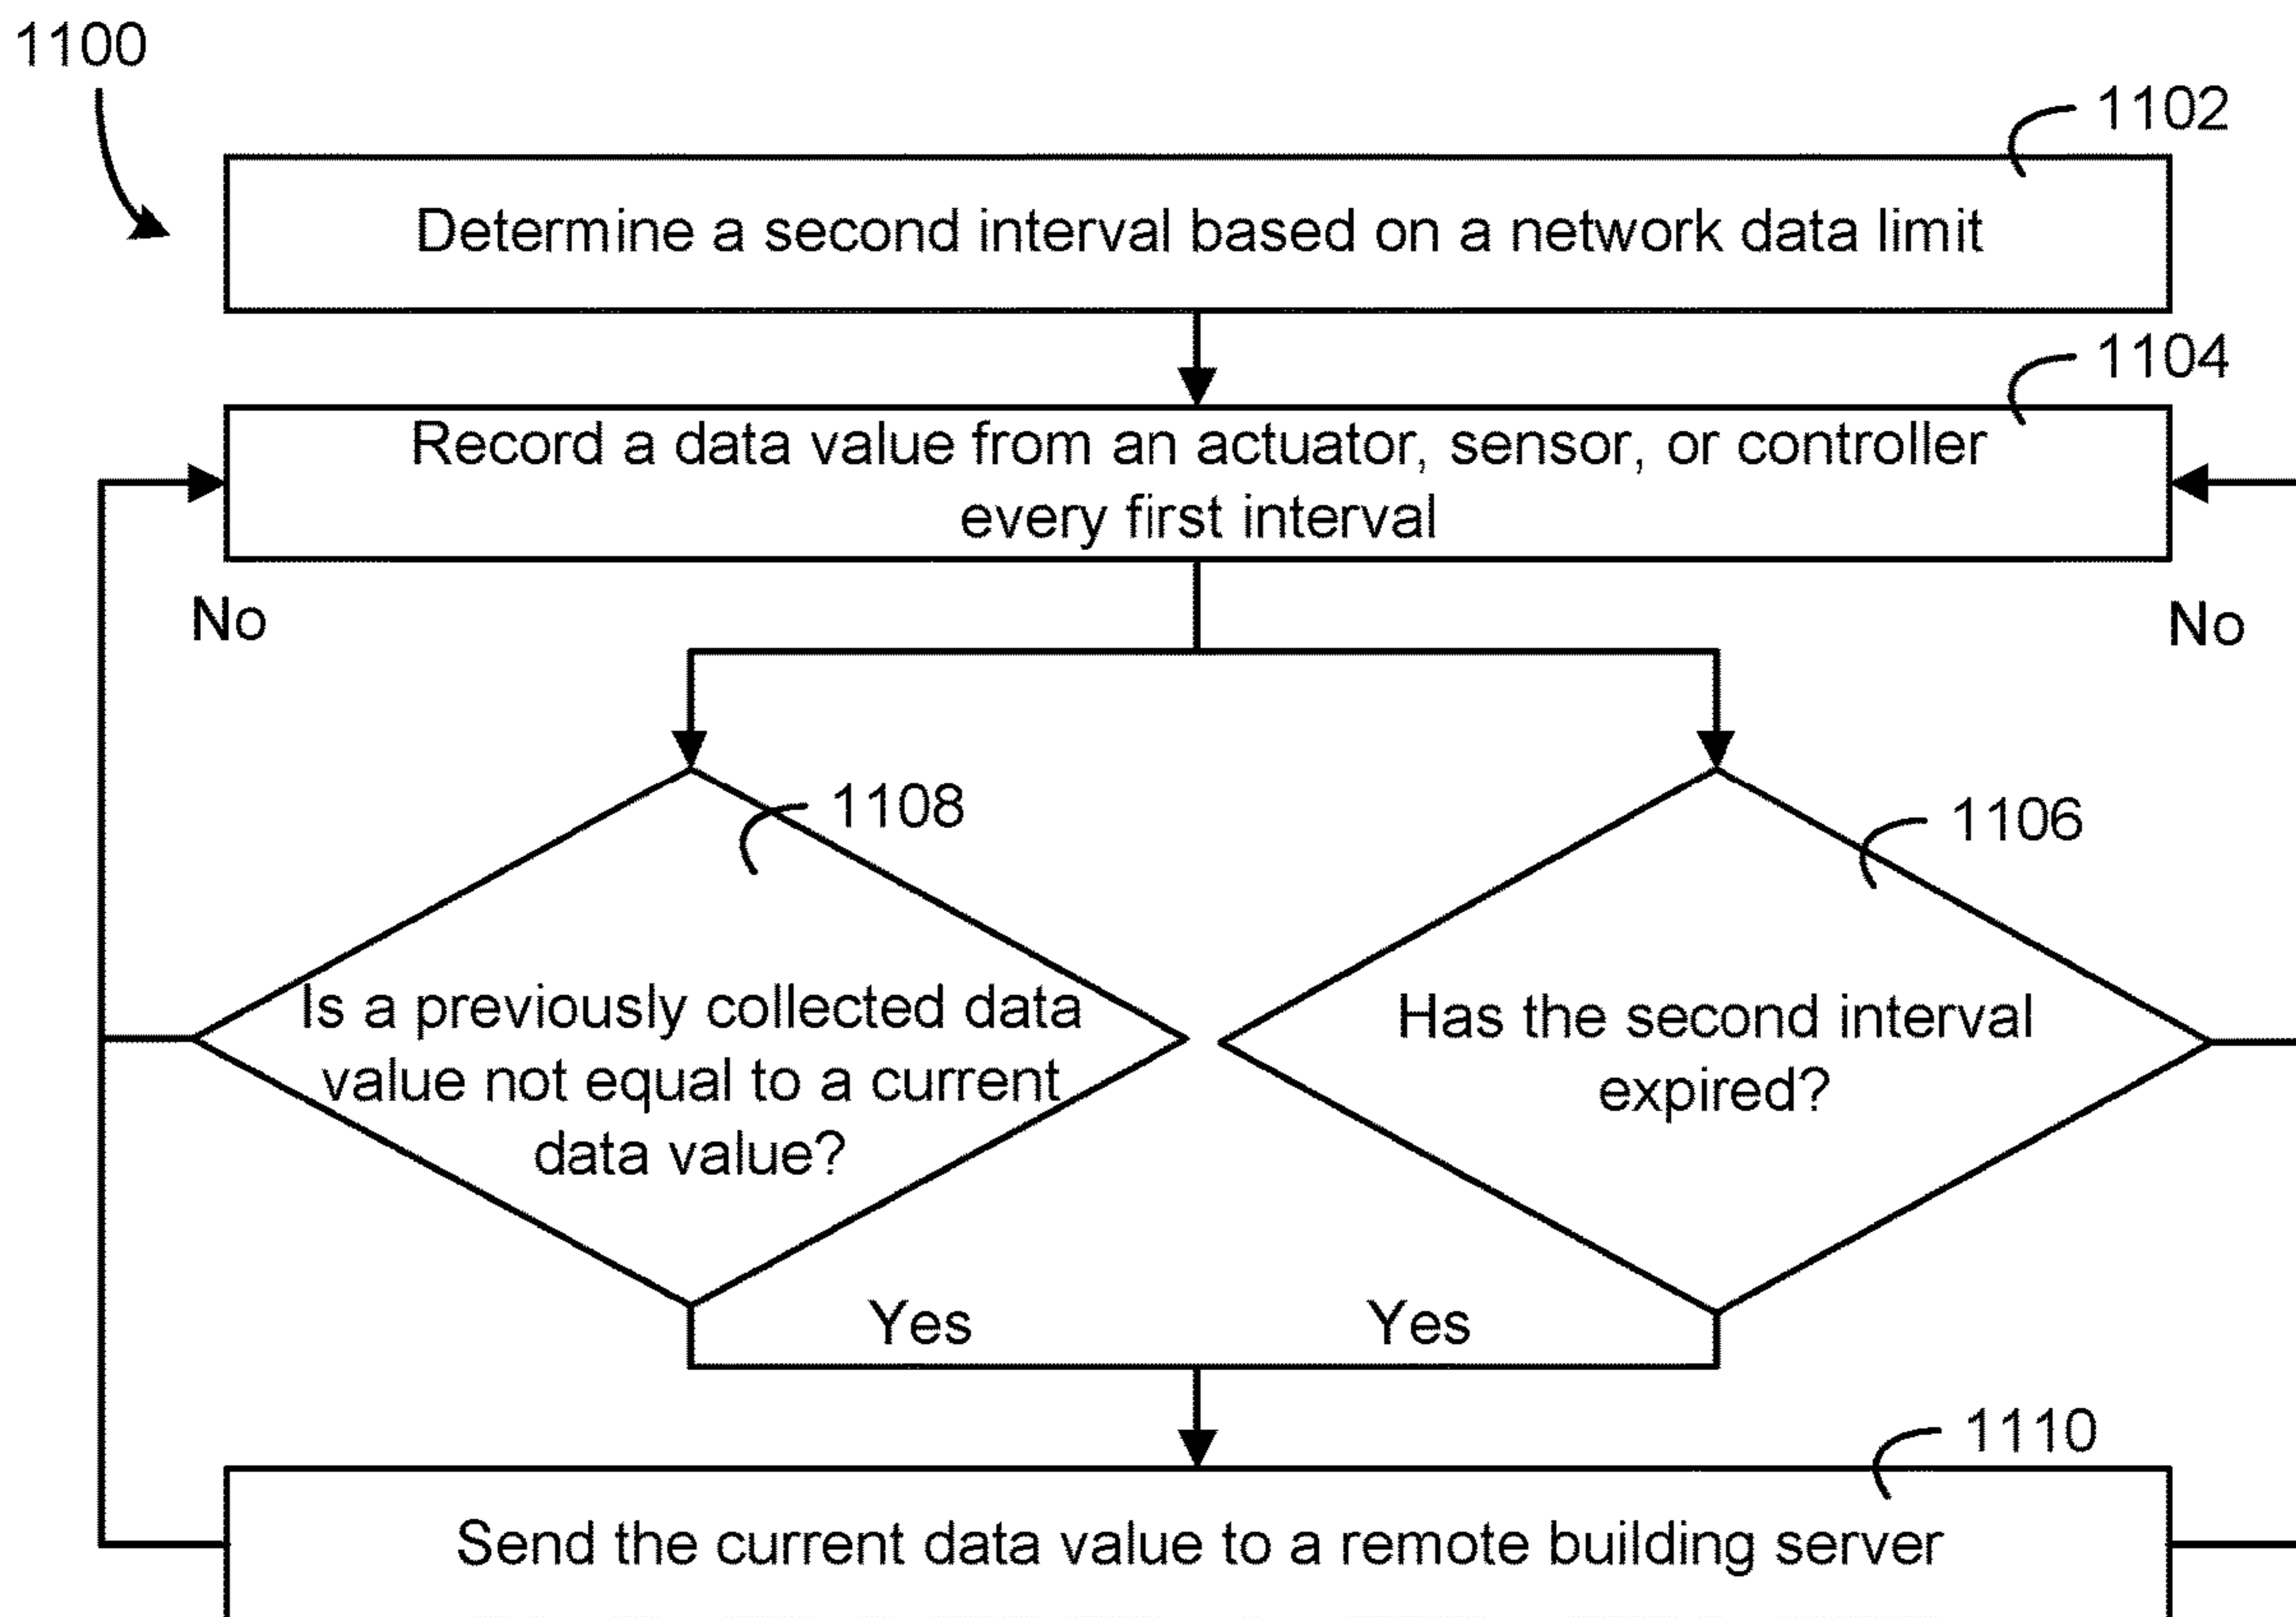 1100
1102
Determine a second interval based on a network data limit
1104
Record a data value from an actuator, sensor, or controller
every first interval
No
No
1108
1106
Is a previously collected data
value not equal to a current
data value?
Has the second interval
expired?
Yes
Yes
1110
Send the current data value to a remote building server